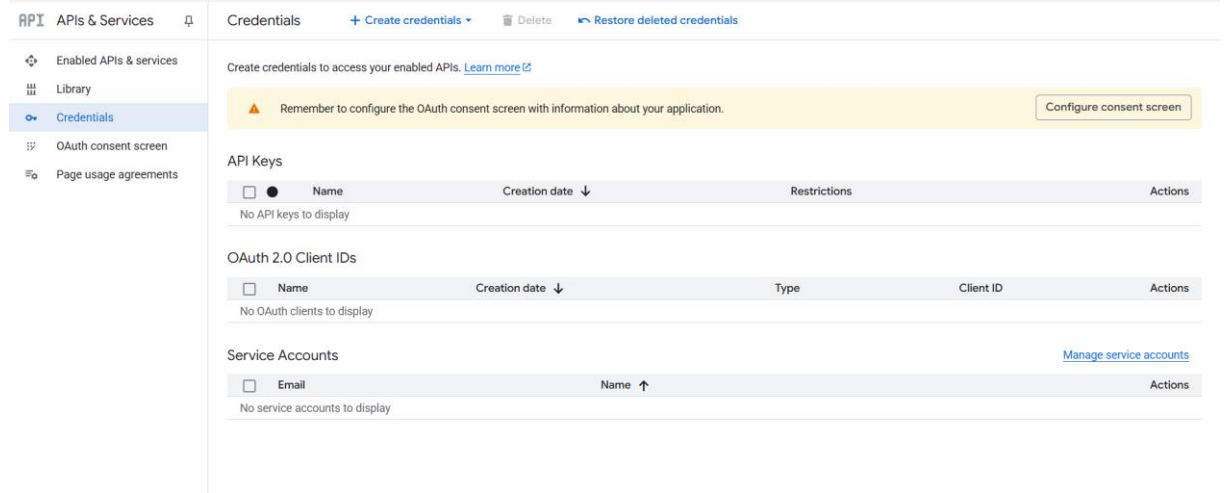 API APIs & Services
Credentials + Create credentials Delete Restore deleted credentials
Enabled APIs & services
Library
Credentials
OAuth consent screen
Page usage agreements
Create credentials to access your enabled APIs. Learn more
Remember to configure the OAuth consent screen with information about your application. Configure consent screen
API Keys
Name Creation date Restrictions Actions
No API keys to display
OAuth 2.0 Client IDs
Name Creation date Type Client ID Actions
No OAuth clients to display
Service Accounts Manage service accounts
Email Name Actions
No service accounts to display